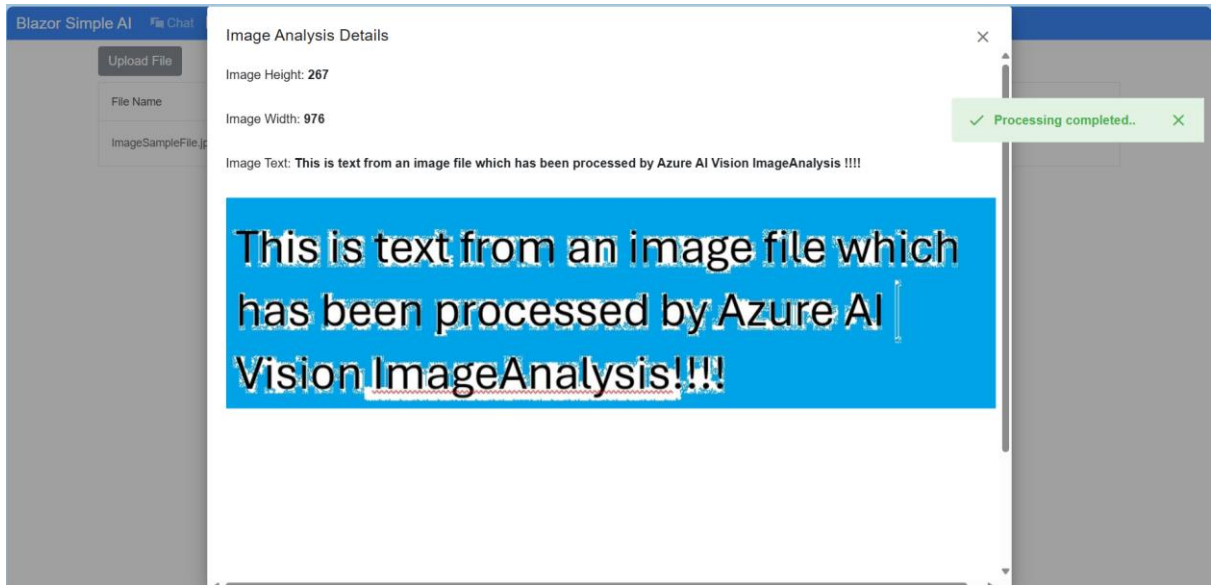 Blazor Simple AI Chat
Image Analysis Details
Upload File
Image Height: 267
File Name
Image Width: 976
Processing completed..
ImageSampleFile.jp
Image Text: This is text from an image file which has been processed by Azure AI Vision ImageAnalysis !!!!
This is text from an image file which
has been processed by Azure AI
Vision ImageAnalysis!!!!